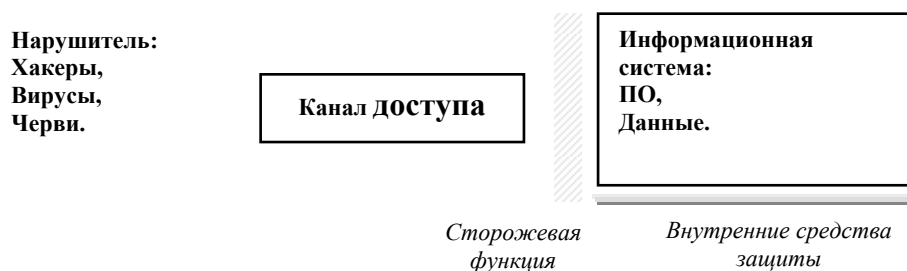 Нарушитель:
Хакеры,
Вирусы,
Черви.
Канал доступа
Информационная
система:
ПО,
Данные.
Сторожевая
функция
Внутренние средства
защиты